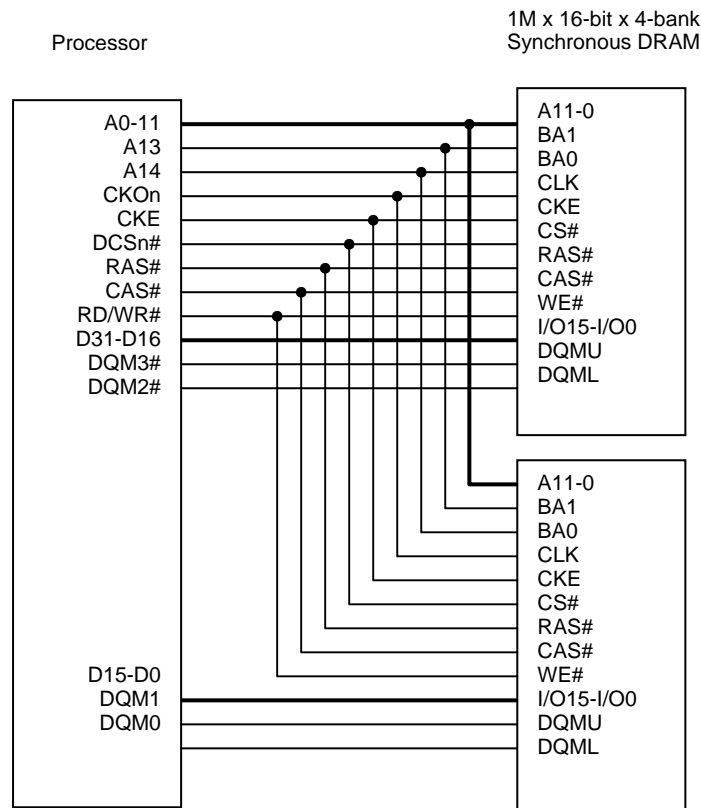 Processor
1M x 16-bit x 4-bank
Synchronous DRAM
A0-11
A13
A14
CKOn
CKE
DCSn#
RAS#
CAS#
RD/WR#
D31-D16
DQM3#
DQM2#
D15-D0
DQM1
DQM0
A11-0
BA1
BA0
CLK
CKE
CS#
RAS#
CAS#
WE#
I/O15-I/O0
DQMU
DQML
A11-0
BA1
BA0
CLK
CKE
CS#
RAS#
CAS#
WE#
I/O15-I/O0
DQMU
DQML